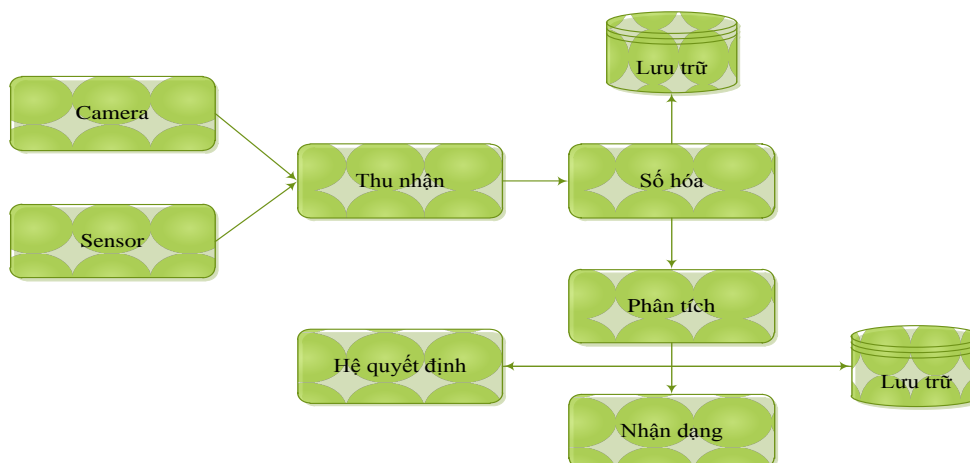 Lưu trữ
Camera
Thu nhận
Số hóa
Sensor
Phân tích
Hệ quyết định
Lưu trữ
Nhận dạng